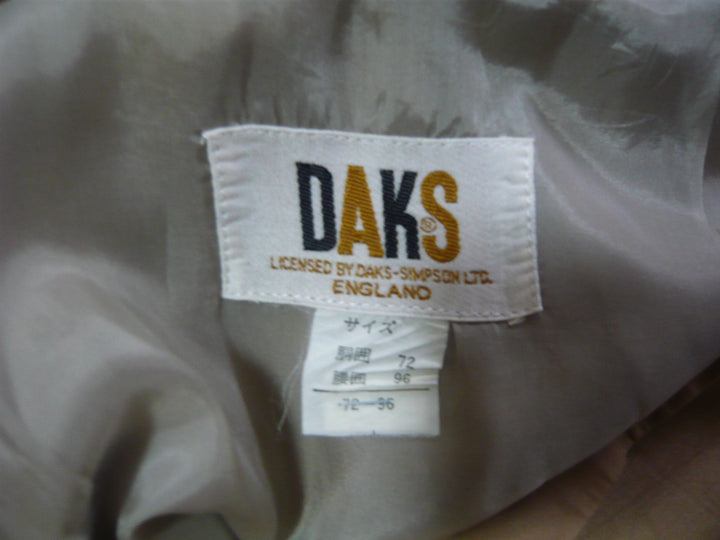 DAKS®
LICENSED BY DAKS-SIMPSON LTD.
ENGLAND
サイズ
胴囲 72
腰囲 96
72-96